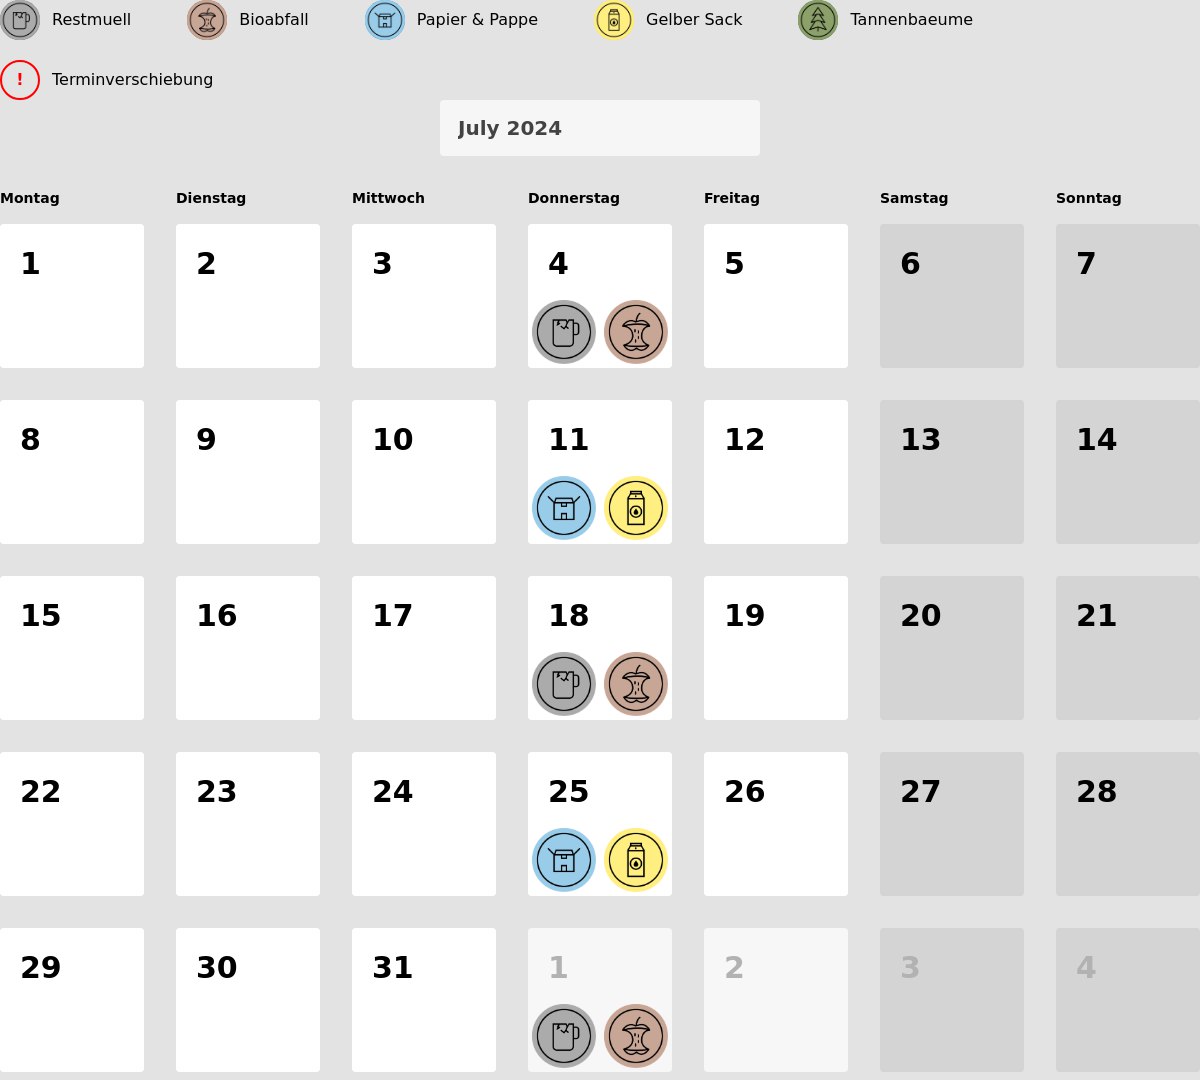 Restmuell Bioabfall Papier & Pappe Gelber Sack Tannenbaeume
! Terminverschiebung
July 2024
Montag Dienstag Mittwoch Donnerstag Freitag Samstag Sonntag
1 2 3 4 5 6 7
8 9 10 11 12 13 14
15 16 17 18 19 20 21
22 23 24 25 26 27 28
29 30 31 1 2 3 4